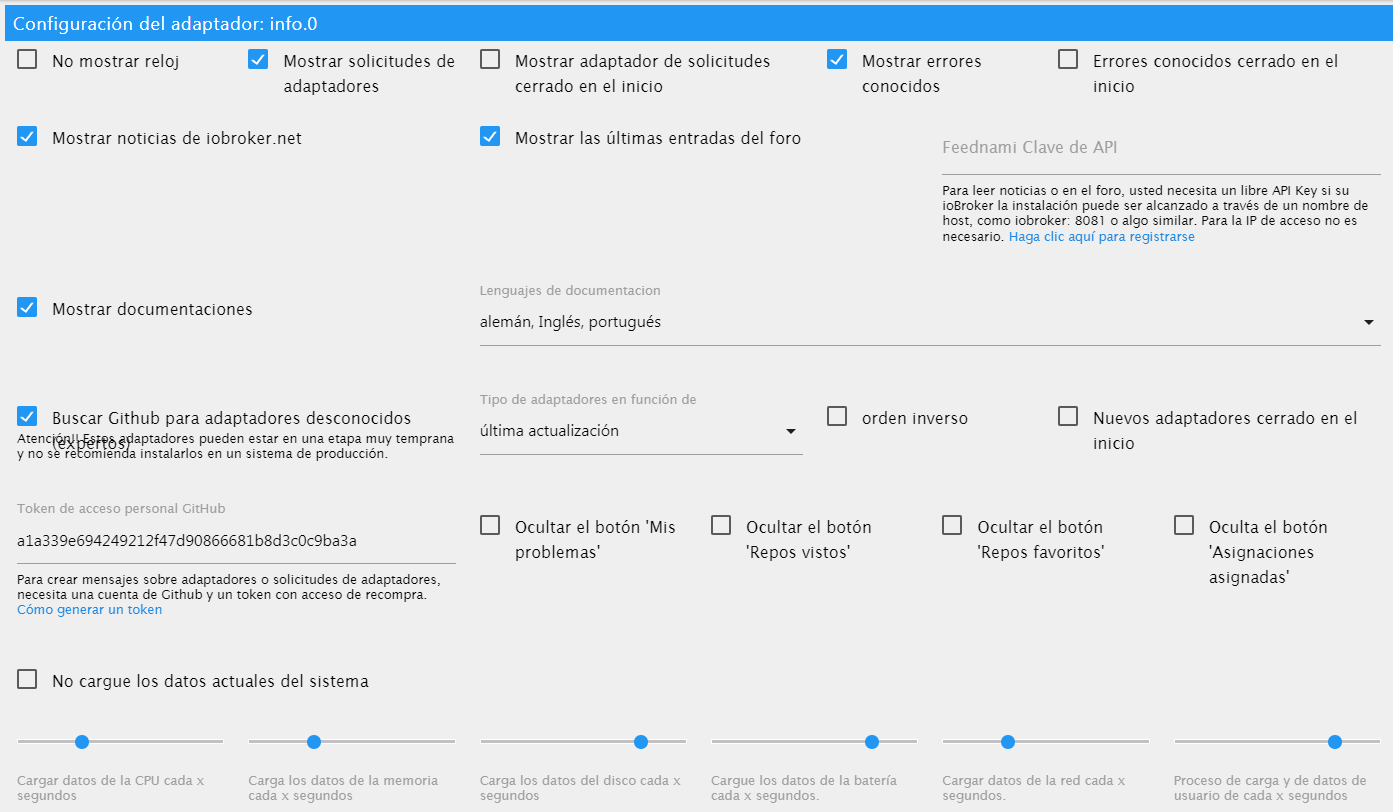 Configuración del adaptador: info.0
No mostrar reloj
Mostrar solicitudes de
adaptadores
Mostrar adaptador de solicitudes
cerrado en el inicio
Mostrar errores
conocidos
Errores conocidos cerrado en el
inicio
Mostrar noticias de iobroker.net
Mostrar las últimas entradas del foro
Feednami Clave de API
Para leer noticias o en el foro, usted necesita un libre API Key si su
ioBroker la instalación puede ser alcanzado a través de un nombre de
host, como iobroker: 8081 o algo similar. Para la IP de acceso no es
necesario. Haga clic aquí para registrarse
Mostrar documentaciones
Lenguajes de documentacion
alemán, Inglés, portugués
Buscar Github para adaptadores desconocidos
(expertos)
Atención!! Estos adaptadores pueden estar en una etapa muy temprana
y no se recomienda instalarlos en un sistema de producción.
Tipo de adaptadores en función de
última actualización
orden inverso
Nuevos adaptadores cerrado en el
inicio
Token de acceso personal GitHub
a1a339e694249212f47d90866681b8d3c0c9ba3a
Para crear mensajes sobre adaptadores o solicitudes de adaptadores,
necesita una cuenta de Github y un token con acceso de recompra.
Cómo generar un token
Ocultar el botón 'Mis
problemas'
Ocultar el botón
'Repos vistos'
Ocultar el botón
'Repos favoritos'
Oculta el botón
'Asignaciones
asignadas'
No cargue los datos actuales del sistema
Cargar datos de la CPU cada x
segundos
Carga los datos de la memoria
cada x segundos
Carga los datos del disco cada x
segundos
Cargue los datos de la batería
cada x segundos.
Cargar datos de la red cada x
segundos.
Proceso de carga y de datos de
usuario de cada x segundos